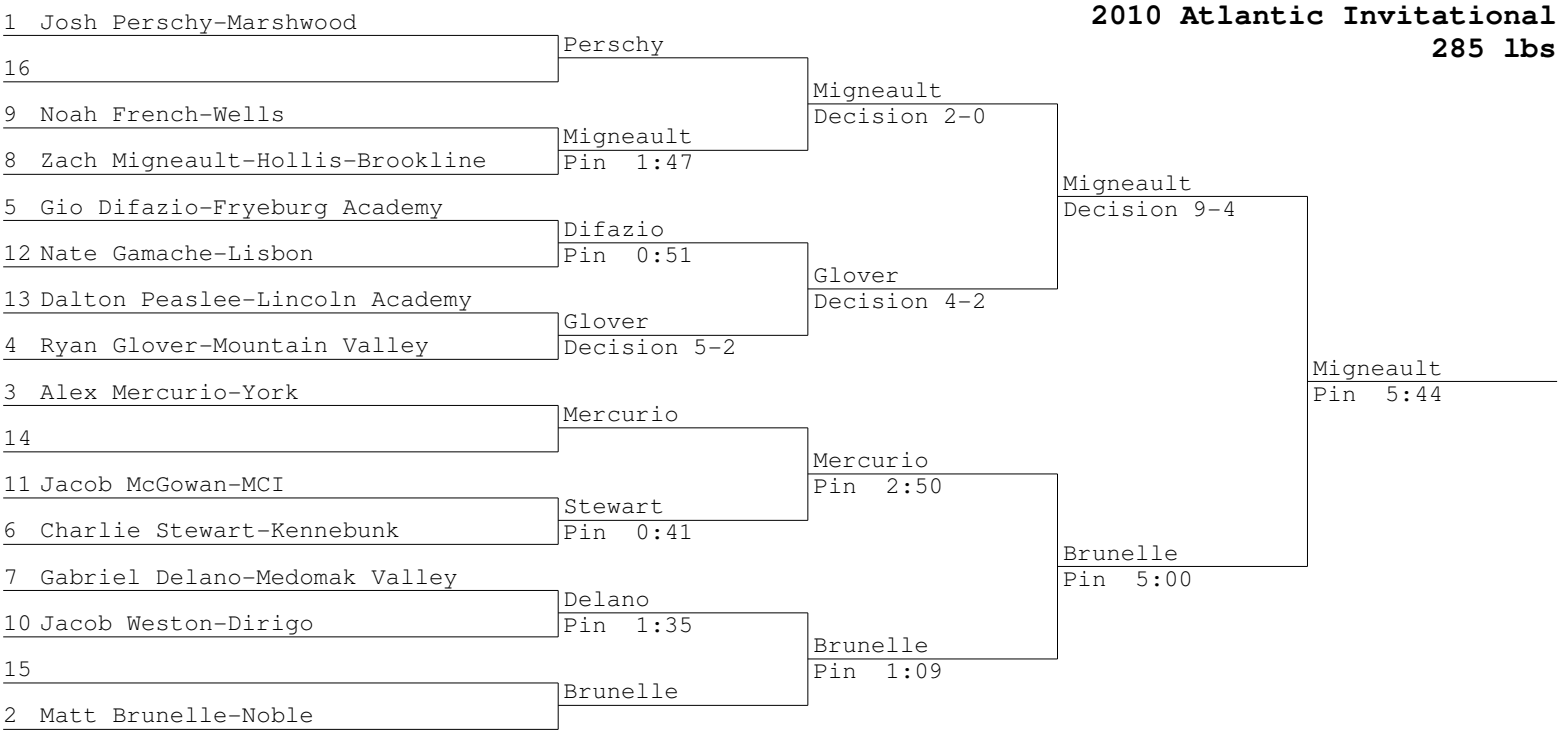 2010 Atlantic Invitational
285 lbs
1 Josh Perschy-Marshwood
16
9 Noah French-Wells
8 Zach Migneault-Hollis-Brookline
5 Gio Difazio-Fryeburg Academy
12 Nate Gamache-Lisbon
13 Dalton Peaslee-Lincoln Academy
4 Ryan Glover-Mountain Valley
3 Alex Mercurio-York
14
11 Jacob McGowan-MCI
6 Charlie Stewart-Kennebunk
7 Gabriel Delano-Medomak Valley
10 Jacob Weston-Dirigo
15
2 Matt Brunelle-Noble
Perschy
Migneault
Pin 1:47
Difazio
Pin 0:51
Glover
Decision 5-2
Mercurio
Stewart
Pin 0:41
Delano
Pin 1:35
Brunelle
Migneault
Decision 2-0
Glover
Decision 4-2
Mercurio
Pin 2:50
Brunelle
Pin 1:09
Migneault
Decision 9-4
Brunelle
Pin 5:00
Migneault
Pin 5:44